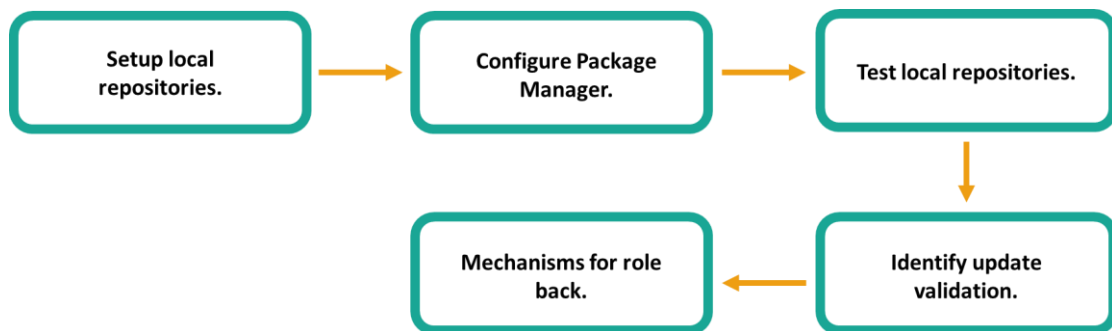 Setup local
repositories.
Configure Package
Manager.
Test local repositories.
Identify update
validation.
Mechanisms for role
back.